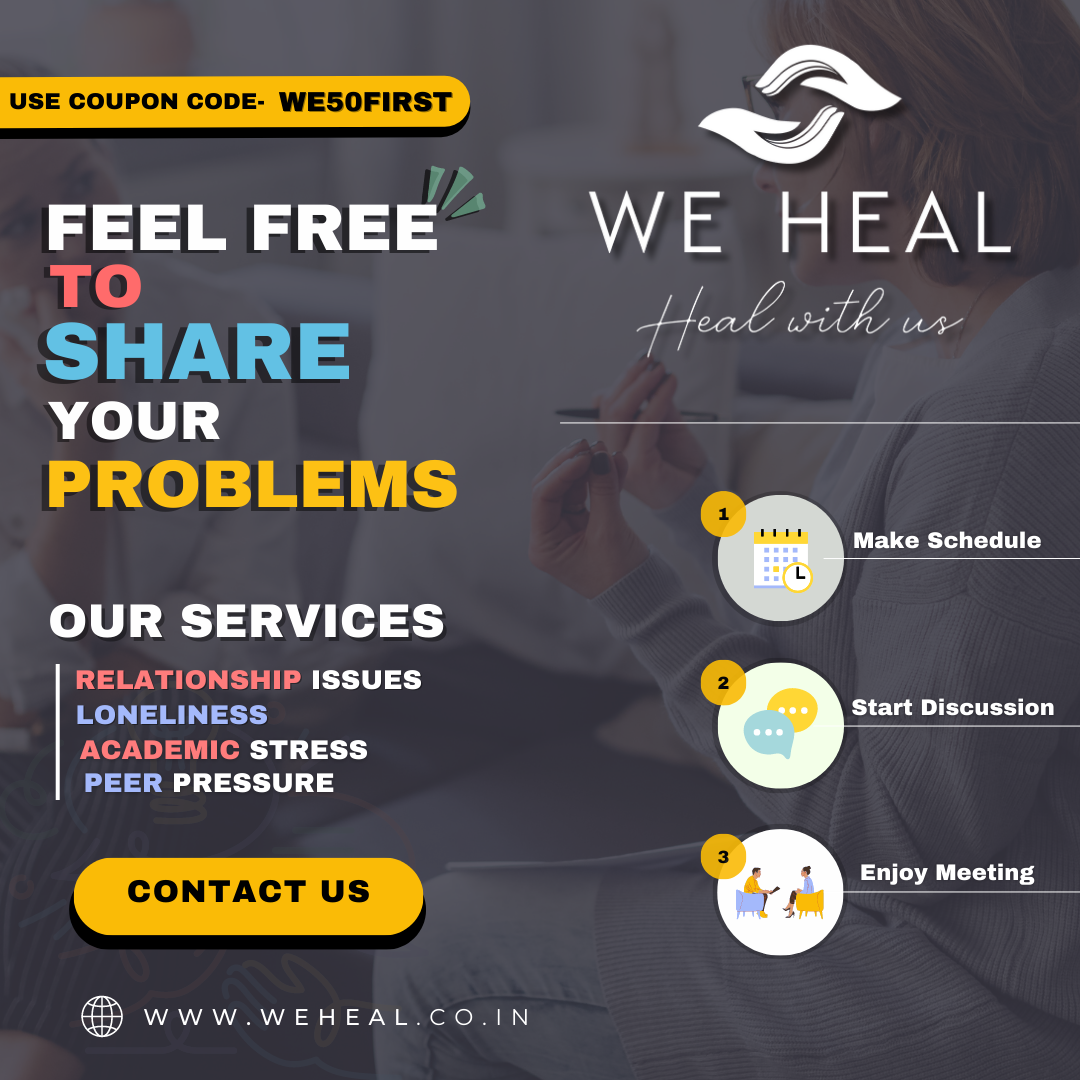 USE COUPON CODE- WE50FIRST
FEEL FREE
TO
SHARE
YOUR
PROBLEMS
OUR SERVICES
RELATIONSHIP ISSUES
LONELINESS
ACADEMIC STRESS
PEER PRESSURE
CONTACT US
WWW.WEHEAL.CO.IN
WE HEAL
Heal with us
1
Make Schedule
2
Start Discussion
3
Enjoy Meeting